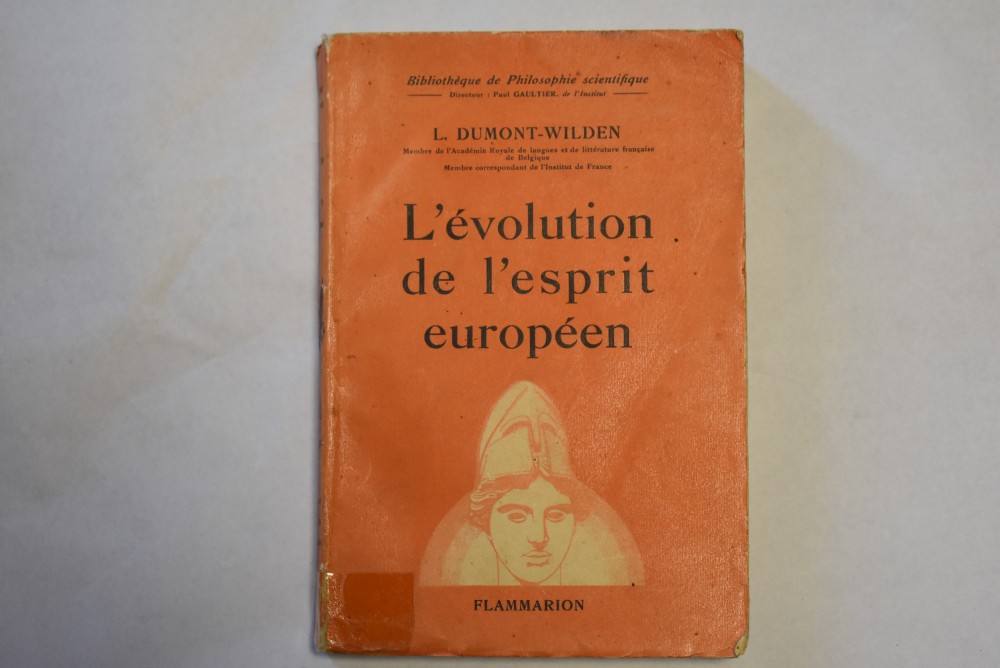 Bibliothèque de Philosophie scientifique
Directeur : Paul GAULTIER, de l'Institut
L. DUMONT-WILDEN
Membre de l'Académie Royale de langues et de littérature française
de Belgique
Membre correspondant de l'Institut de France
L'évolution
de l'esprit
européen
FLAMMARION